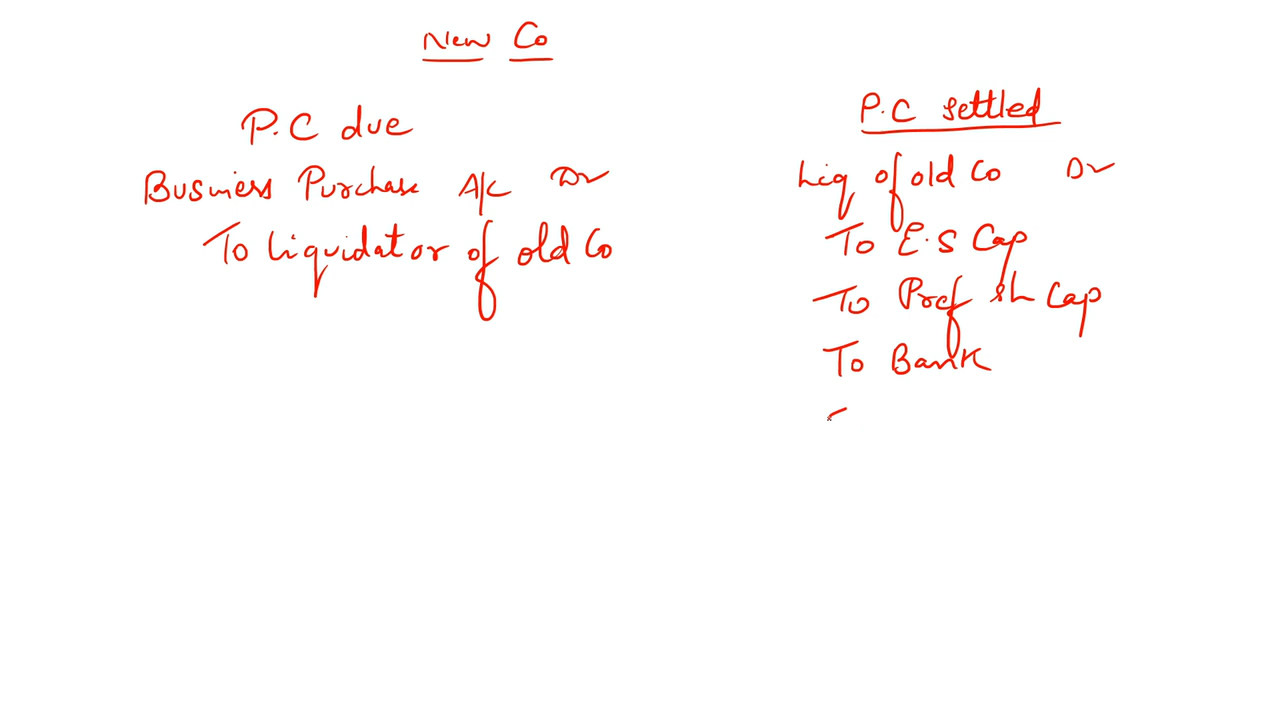 New Co
P.C due
Business Purchase A/c Dr
To Liquidator of old Co
P.C settled
Liq of old Co Dr
To E.S Cap
To Pref sh Cap
To Bank